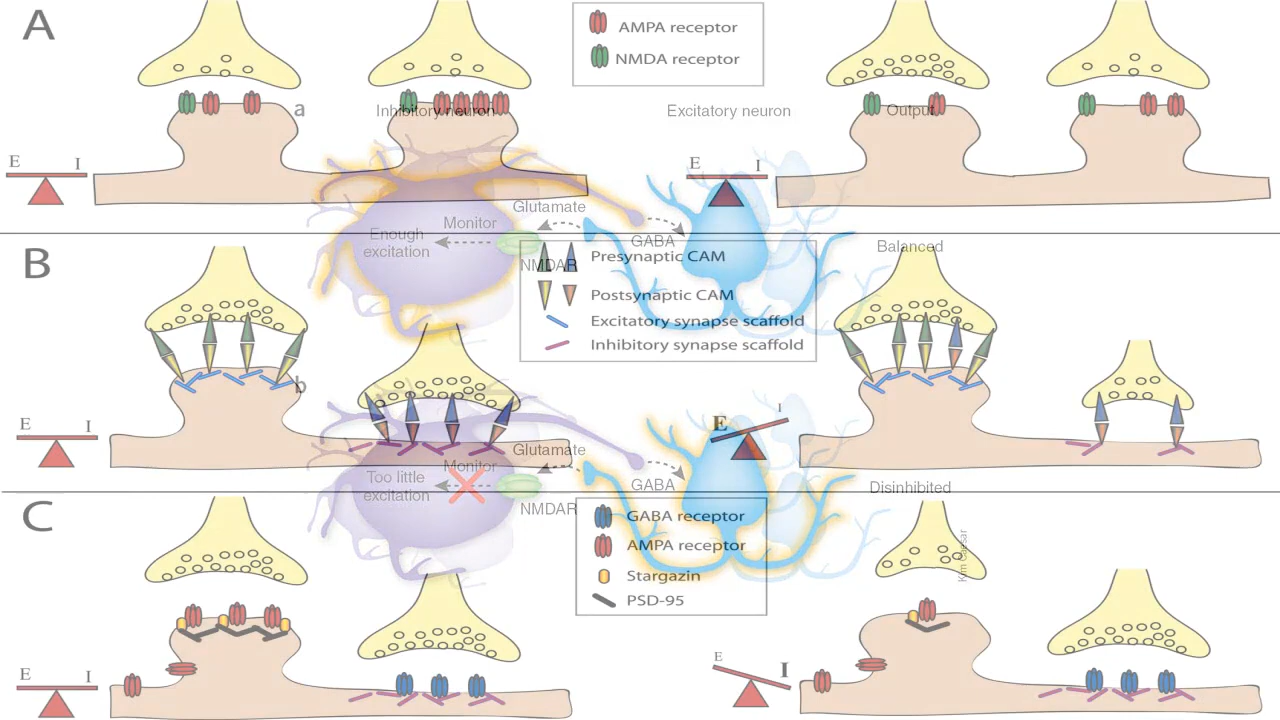 A
AMPA receptor
NMDA receptor
a
Inhibitory neuron
Excitatory neuron
Output
E I
E I
Glutamate
Monitor
Enough
excitation
GABA
NMDAR
B
Balanced
Presynaptic CAM
Postsynaptic CAM
Excitatory synapse scaffold
Inhibitory synapse scaffold
b
E I
E I
Glutamate
Monitor
Too little
excitation
GABA
NMDAR
Disinhibited
C
GABA receptor
AMPA receptor
Stargazin
PSD-95
E I
E I